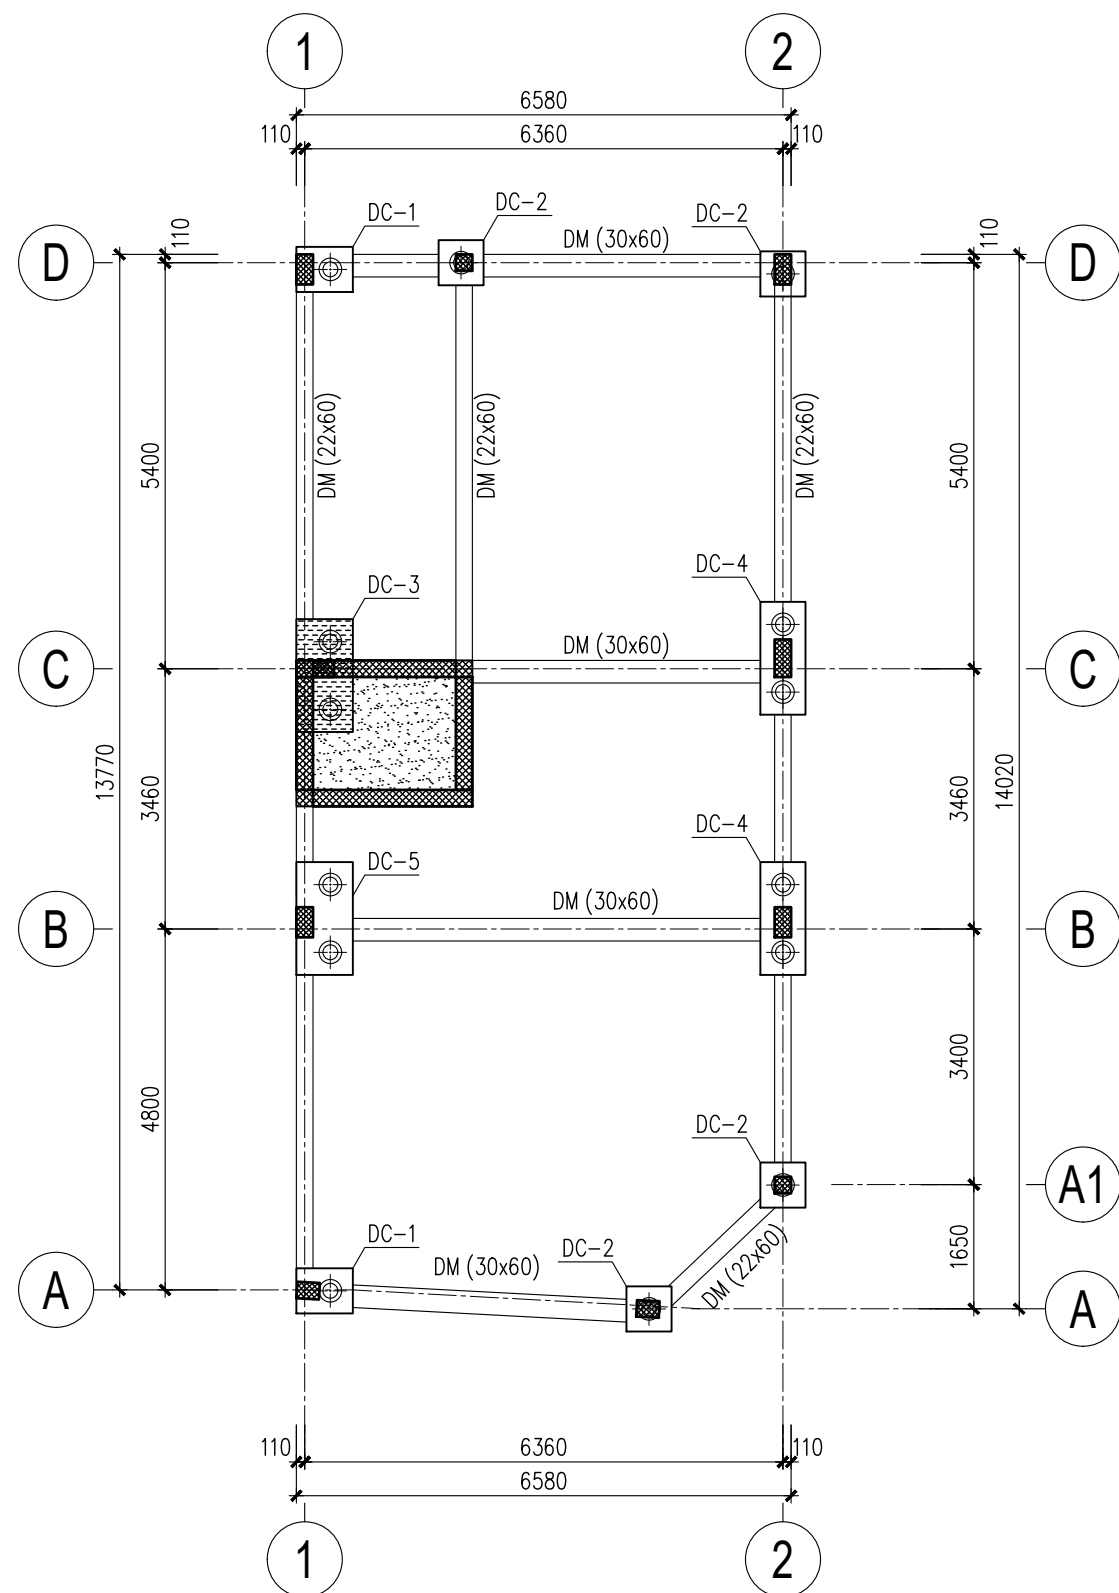 1
2
6580
110
6360
110
DC-1
DC-2
DC-2
DM (30x60)
D
110
110
D
5400
DM (22x60)
DM (22x60)
DM (22x60)
5400
DC-3
DC-4
DM (30x60)
C
C
13770
3460
3460
14020
DC-5
DC-4
DM (30x60)
B
B
4800
3400
DC-2
A1
DC-1
DC-2
DM (30x60)
DM (22x60)
1650
A
A
110
6360
110
6580
1
2